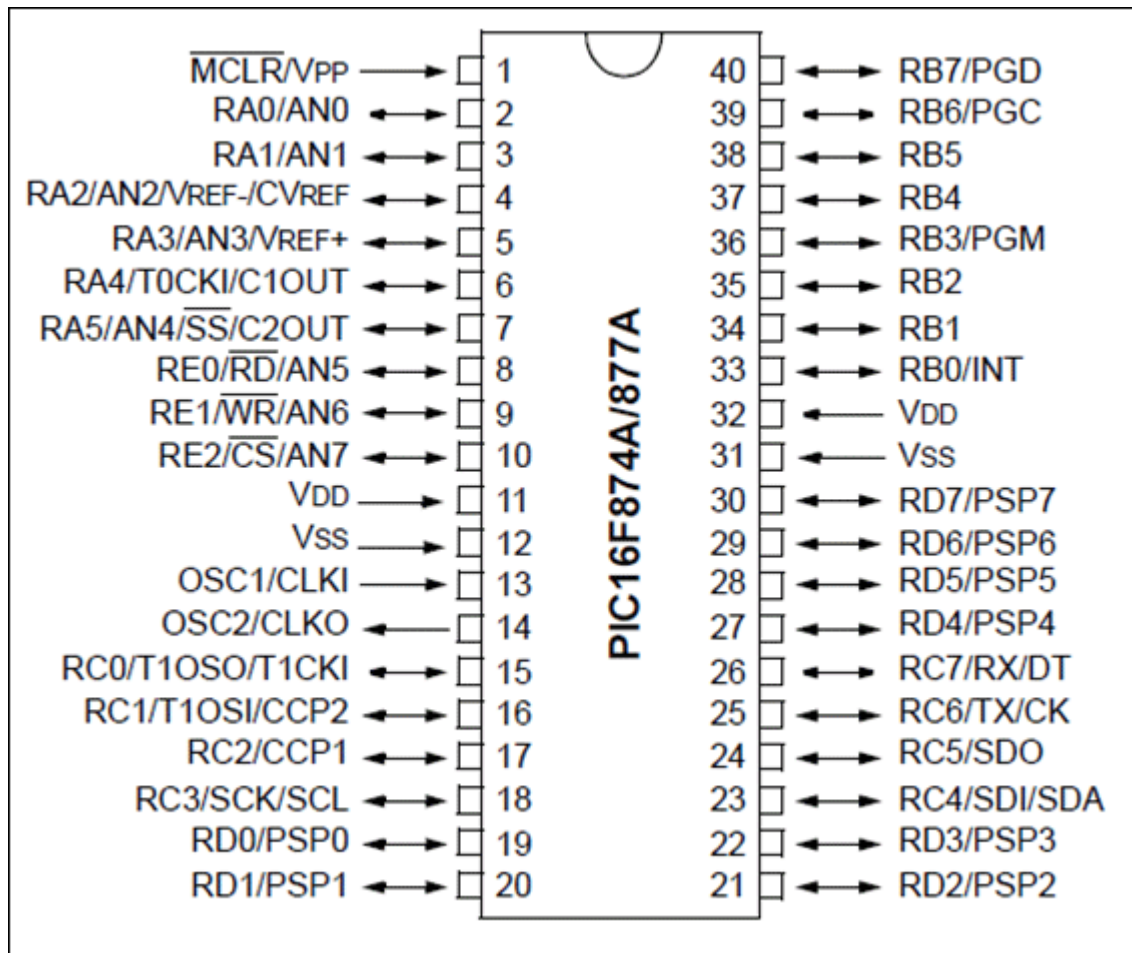 MCLR/VPP 1 40 RB7/PGD
RA0/AN0 2 39 RB6/PGC
RA1/AN1 3 38 RB5
RA2/AN2/VREF-/CVREF 4 37 RB4
RA3/AN3/VREF+ 5 36 RB3/PGM
RA4/T0CKI/C1OUT 6 35 RB2
RA5/AN4/SS/C2OUT 7 34 RB1
RE0/RD/AN5 8 33 RB0/INT
RE1/WR/AN6 9 32 VDD
RE2/CS/AN7 10 31 VSS
VDD 11 30 RD7/PSP7
VSS 12 29 RD6/PSP6
OSC1/CLKI 13 28 RD5/PSP5
OSC2/CLKO 14 27 RD4/PSP4
RC0/T1OSO/T1CKI 15 26 RC7/RX/DT
RC1/T1OSI/CCP2 16 25 RC6/TX/CK
RC2/CCP1 17 24 RC5/SDO
RC3/SCK/SCL 18 23 RC4/SDI/SDA
RD0/PSP0 19 22 RD3/PSP3
RD1/PSP1 20 21 RD2/PSP2
PIC16F874A/877A